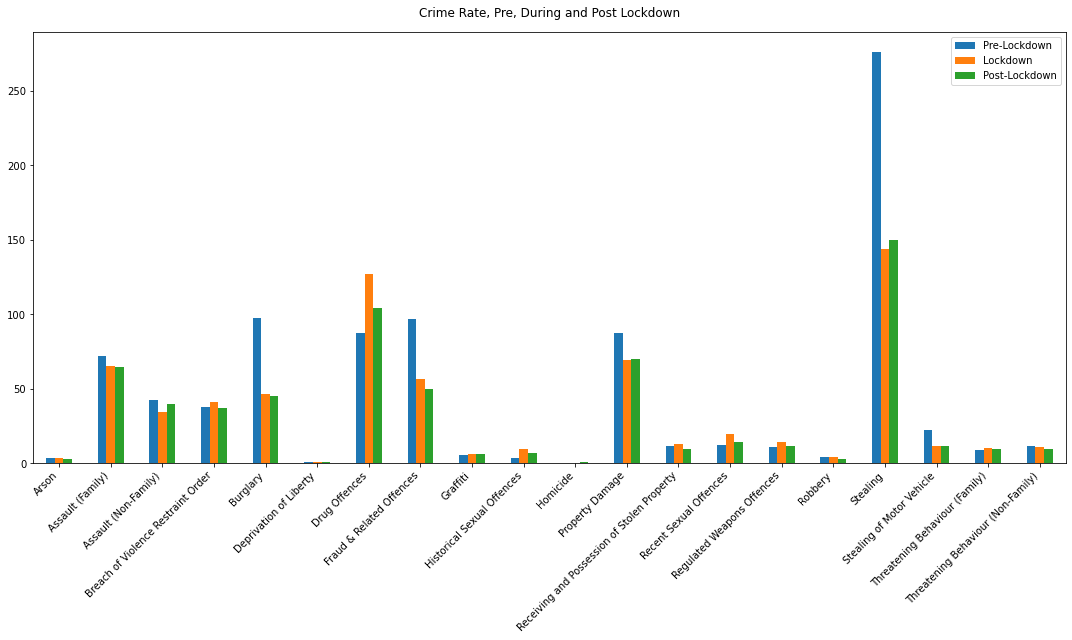 Crime Rate, Pre, During and Post Lockdown
Pre-Lockdown
Lockdown
Post-Lockdown
250
200
150
100
50
0
Arson
Assault (Family)
Assault (Non-Family)
Breach of Violence Restraint Order
Burglary
Deprivation of Liberty
Drug Offences
Fraud & Related Offences
Graffiti
Historical Sexual Offences
Homicide
Property Damage
Receiving and Possession of Stolen Property
Recent Sexual Offences
Regulated Weapons Offences
Robbery
Stealing
Stealing of Motor Vehicle
Threatening Behaviour (Family)
Threatening Behaviour (Non-Family)